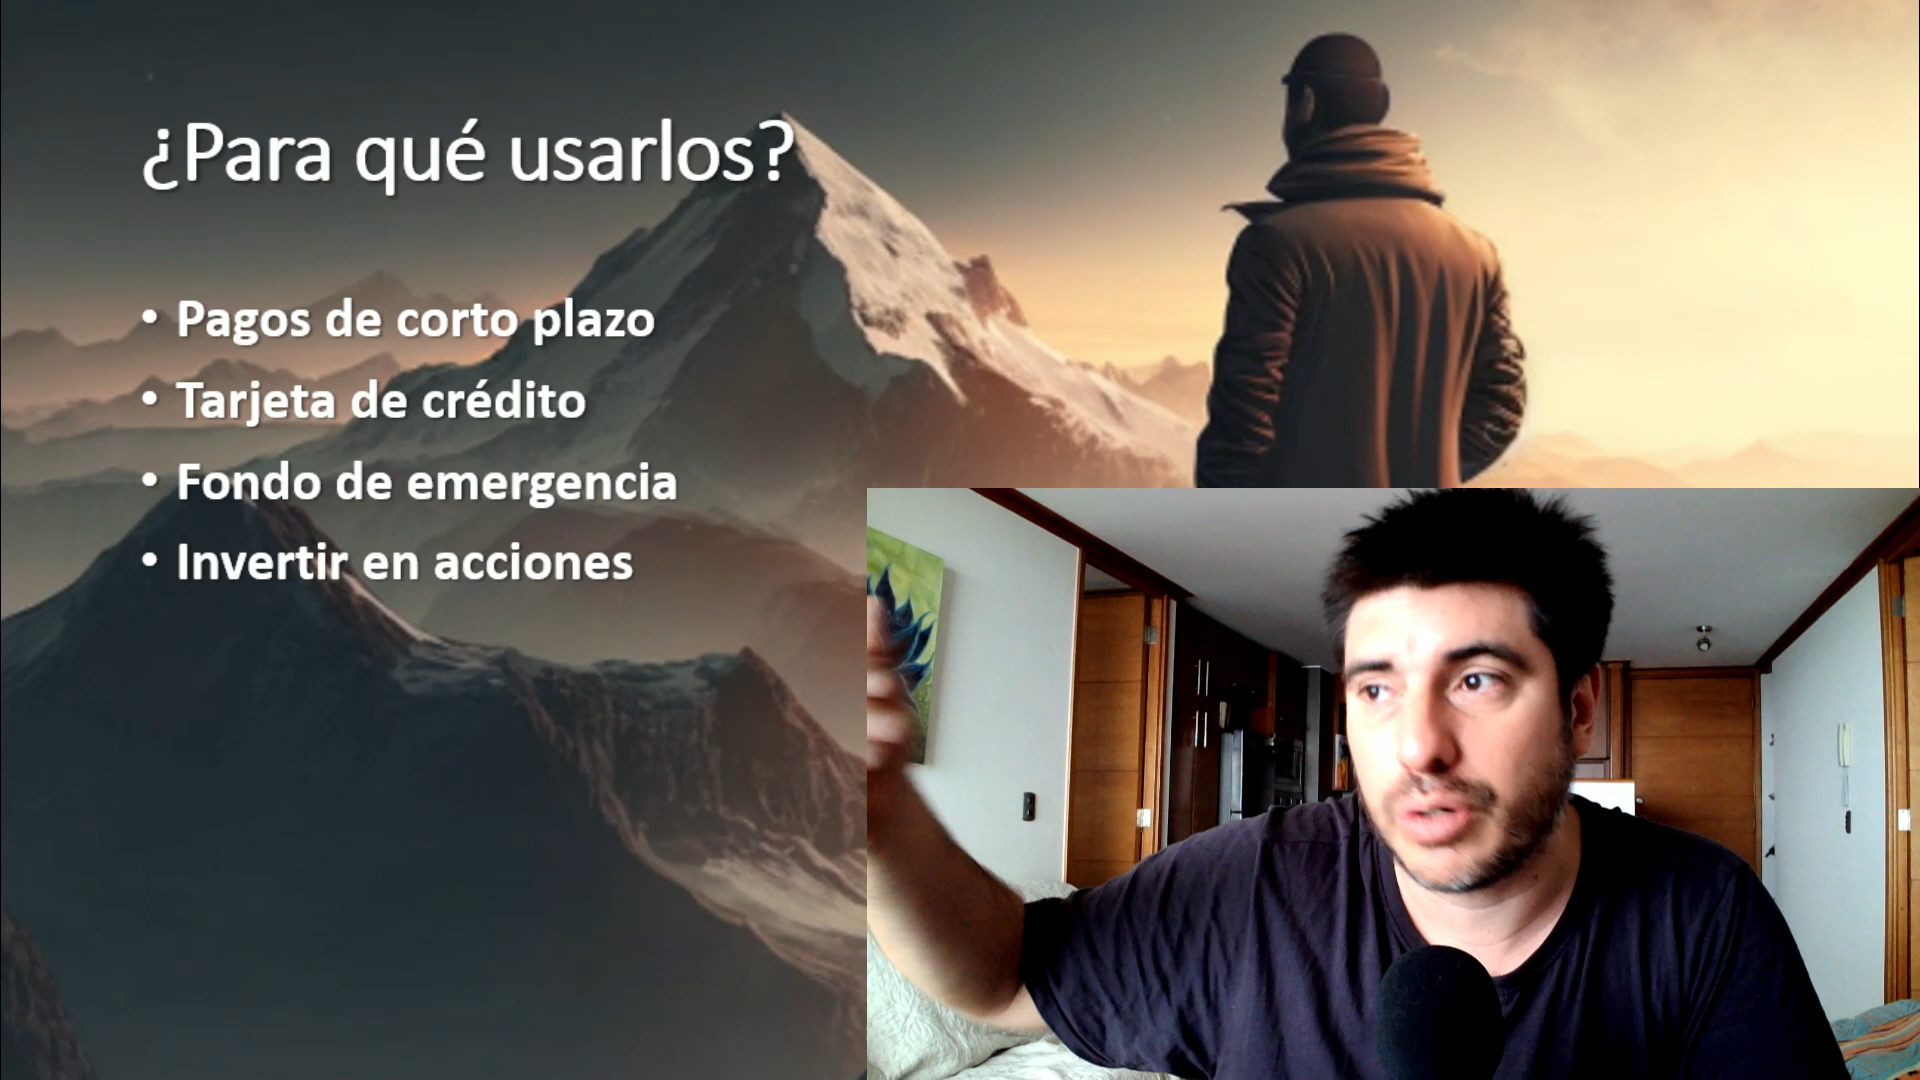 ¿Para qué usarlos?
• Pagos de corto plazo
• Tarjeta de crédito
• Fondo de emergencia
• Invertir en acciones